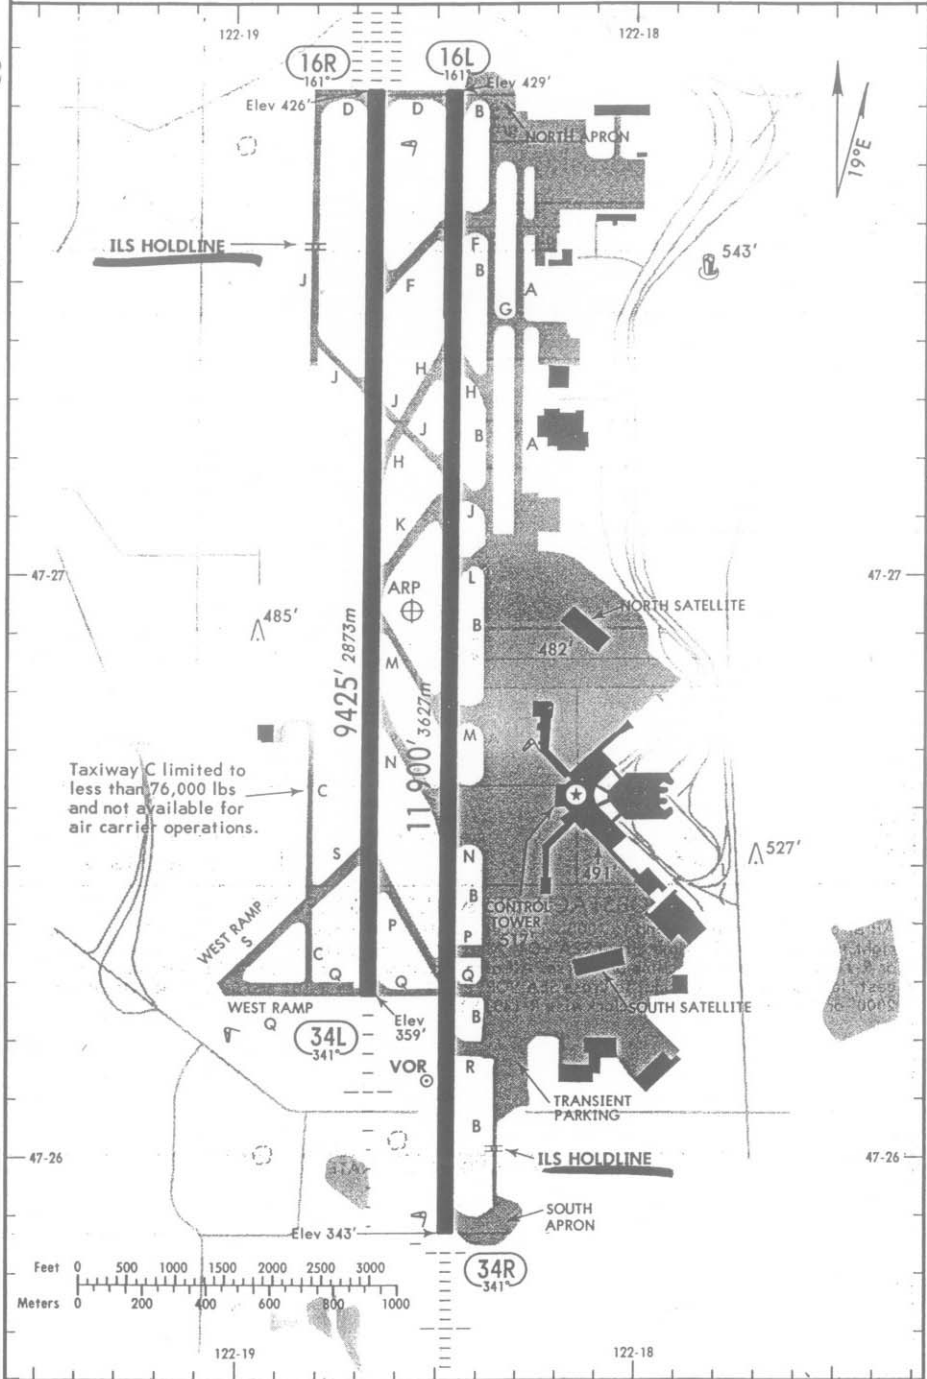 122-19
122-18
16R
161°
16L
161°
Elev 426'
Elev 429'
D
D
B
NORTH APRON
19°E
ILS HOLDLINE
F
B
543'
J
F
A
G
H
J
J
H
J
B
A
H
K
J
47-27
47-27
ARP
L
B
NORTH SATELLITE
485'
482'
M
9425' 2873m
11,900' 3627m
M
N
Taxiway C limited to
less than 76,000 lbs
and not available for
air carrier operations.
C
S
N
527'
491'
B
CONTROL
TOWER
517'
WEST RAMP
S
P
P
C
Q
Q
Q
WEST RAMP
Q
SOUTH SATELLITE
34L
341°
Elev
359'
B
VOR
R
TRANSIENT
PARKING
B
47-26
47-26
ILS HOLDLINE
SOUTH
APRON
Elev 343'
34R
341°
Feet 0 500 1000 1500 2000 2500 3000
Meters 0 200 400 600 800 1000
122-19
122-18